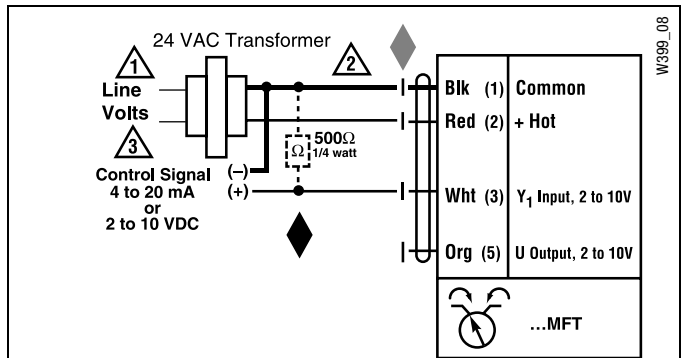 W399_08
24 VAC Transformer
1
2
Line
Volts
3
Control Signal
4 to 20 mA
or
2 to 10 VDC
(–)
(+)
Ω
500Ω
1/4 watt
Blk (1) Common
Red (2) + Hot
Wht (3) Y₁ Input, 2 to 10V
Org (5) U Output, 2 to 10V
...MFT